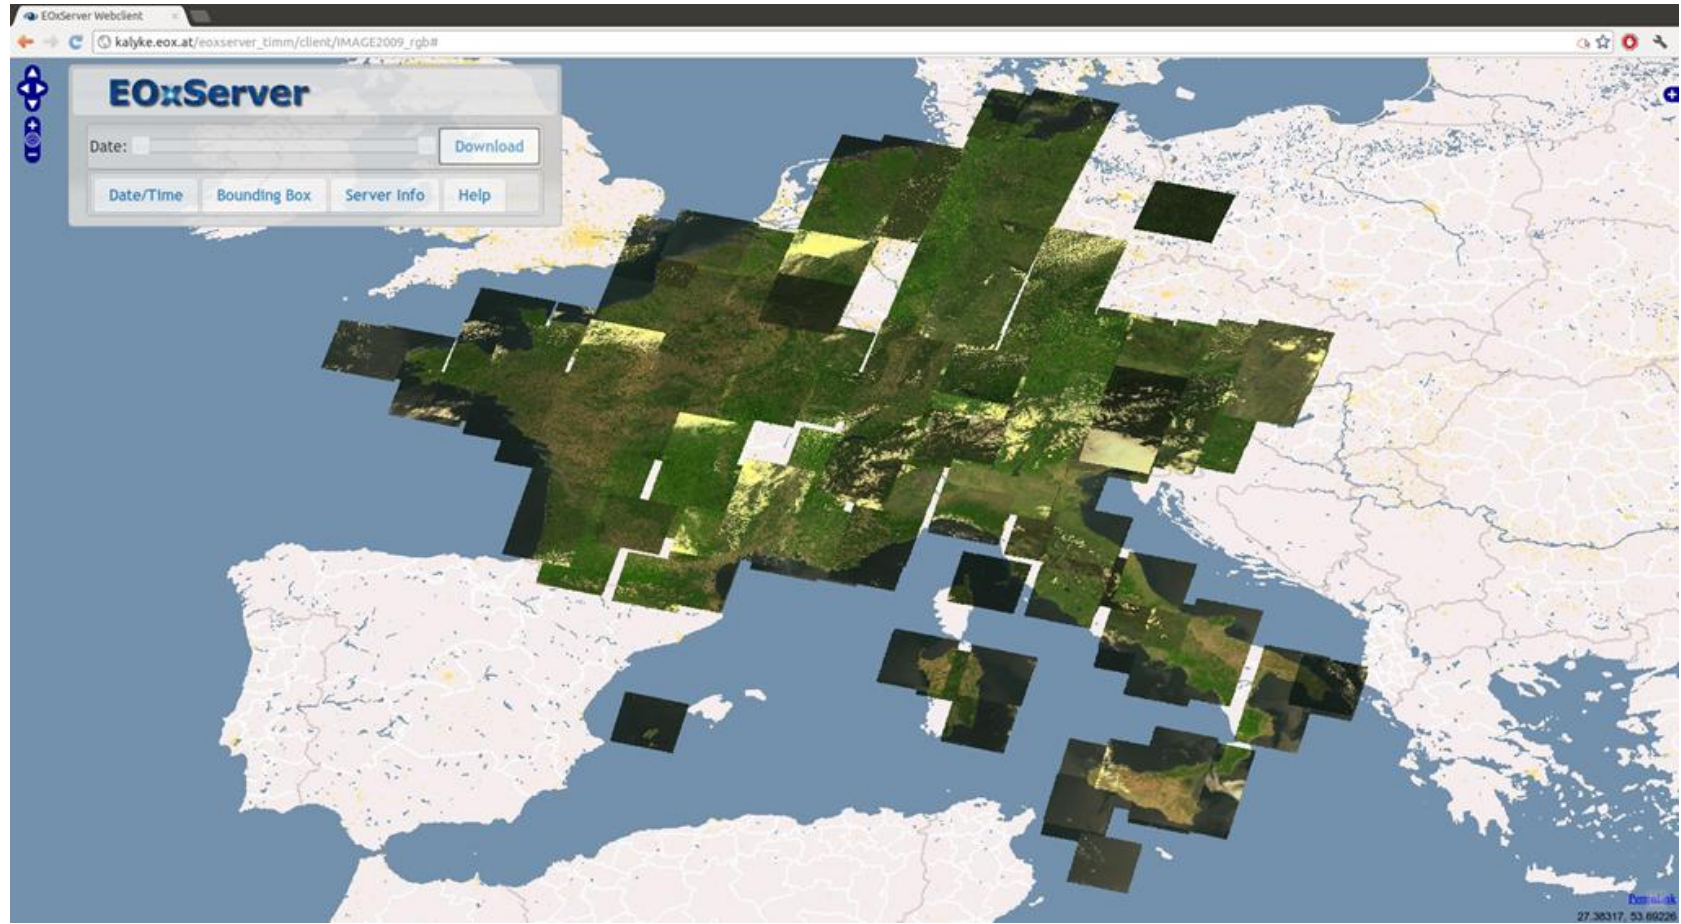 EOxServer Webclient
kalyke.eox.at/eoxserver_timm/client/IMAGE2009_rgb#
EOxServer
Date:
Download
Date/Time
Bounding Box
Server Info
Help
Permalink
27.38317, 53.69226